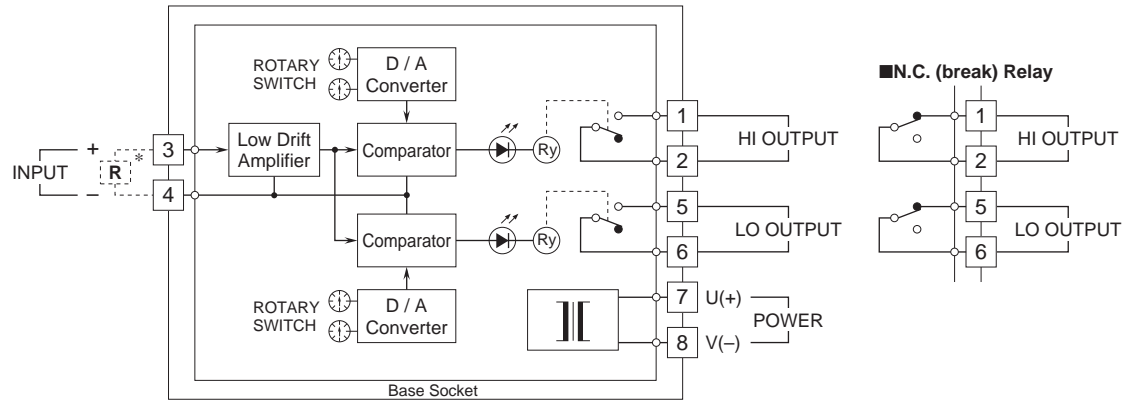 ROTARY
SWITCH
D / A
Converter
■N.C. (break) Relay
INPUT
+
–
R
*
3
4
Low Drift
Amplifier
Comparator
Ry
1
2
HI OUTPUT
1
2
HI OUTPUT
Comparator
Ry
5
6
LO OUTPUT
5
6
LO OUTPUT
ROTARY
SWITCH
D / A
Converter
7
U(+)
8
V(–)
POWER
Base Socket